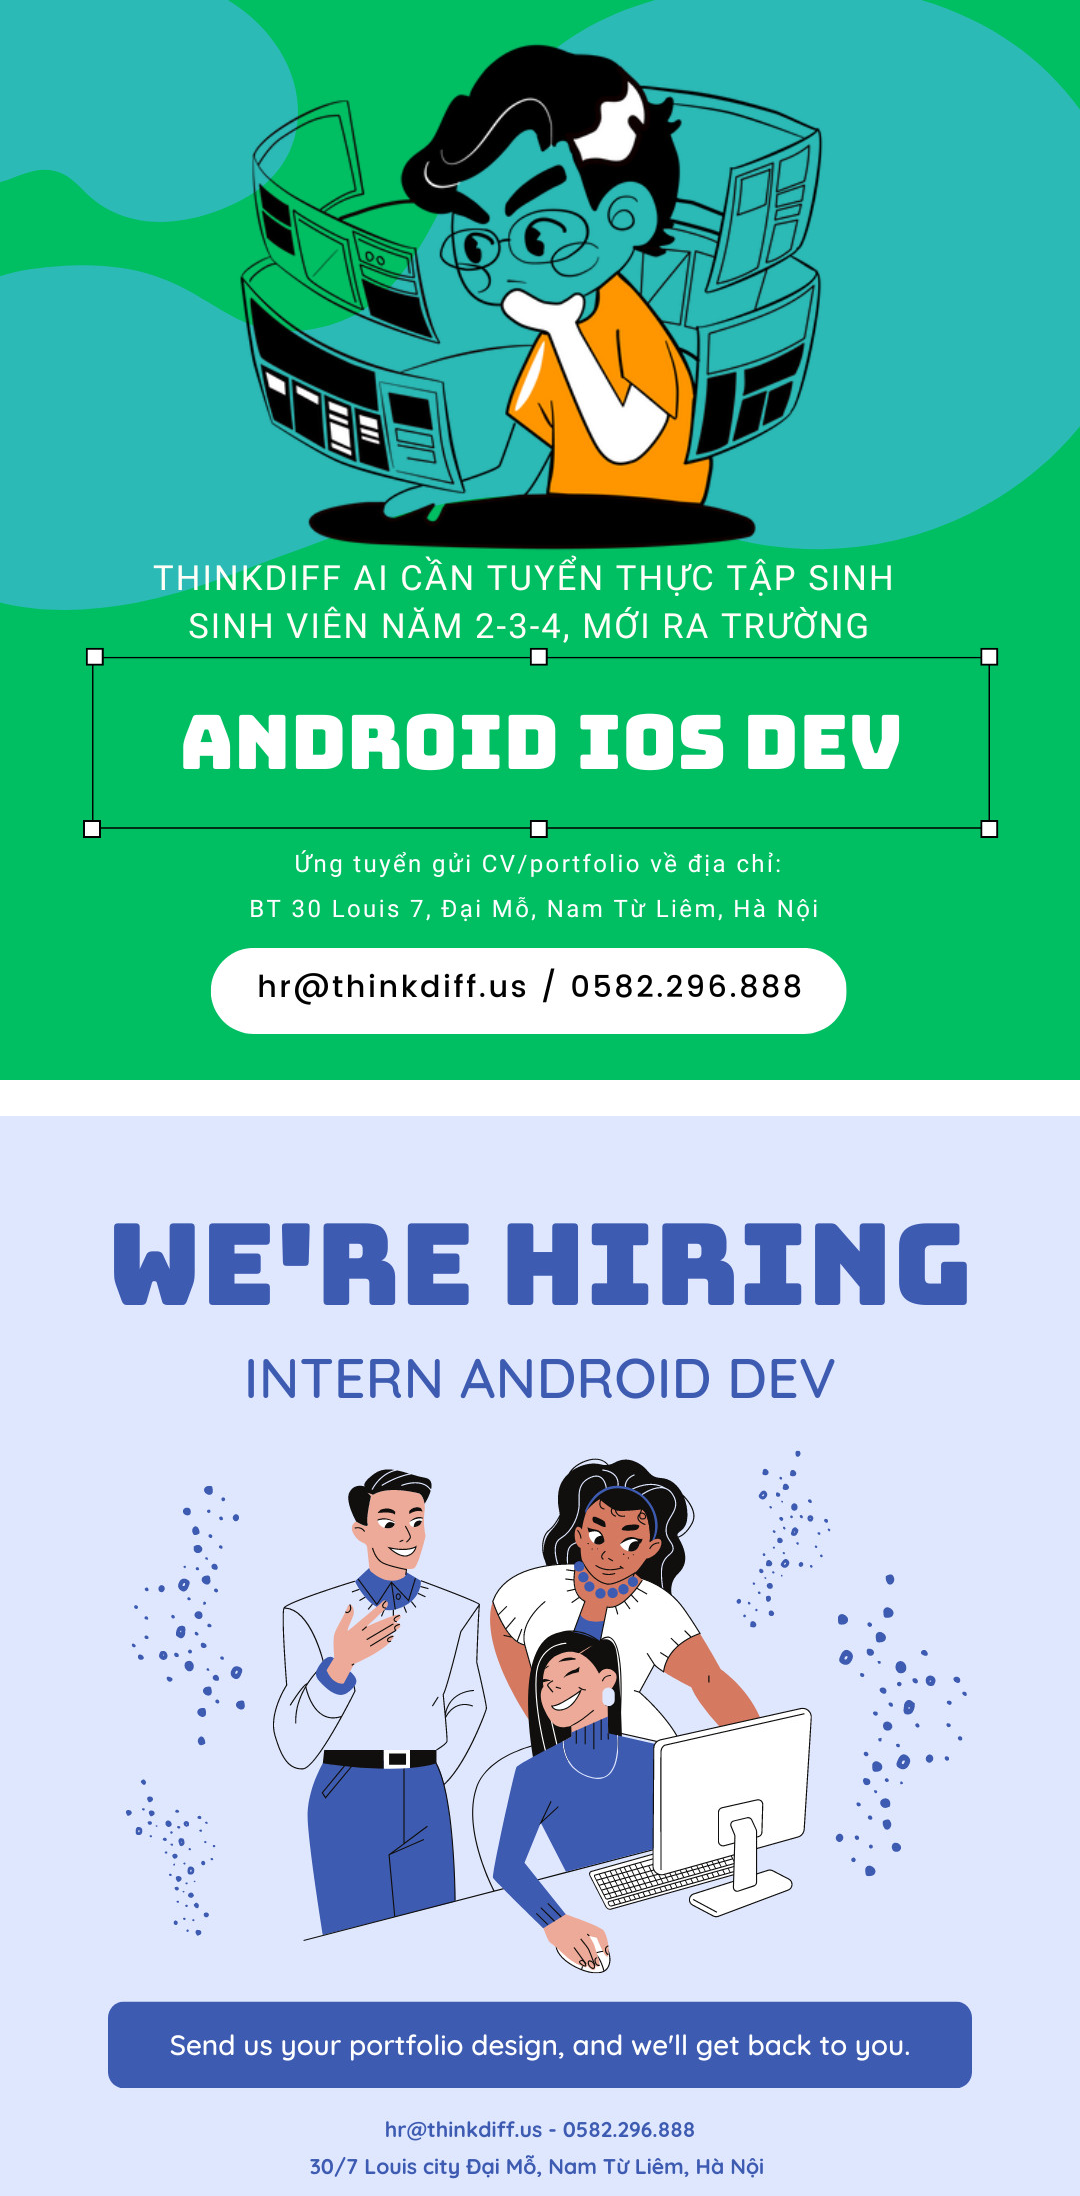 THINKDIFF AI CẦN TUYỂN THỰC TẬP SINH
SINH VIÊN NĂM 2-3-4, MỚI RA TRƯỜNG
ANDROID IOS DEV
Ứng tuyển gửi CV/portfolio về địa chỉ:
BT 30 Louis 7, Đại Mỗ, Nam Từ Liêm, Hà Nội
hr@thinkdiff.us / 0582.296.888
WE'RE HIRING
INTERN ANDROID DEV
Send us your portfolio design, and we'll get back to you.
hr@thinkdiff.us - 0582.296.888
30/7 Louis city Đại Mỗ, Nam Từ Liêm, Hà Nội